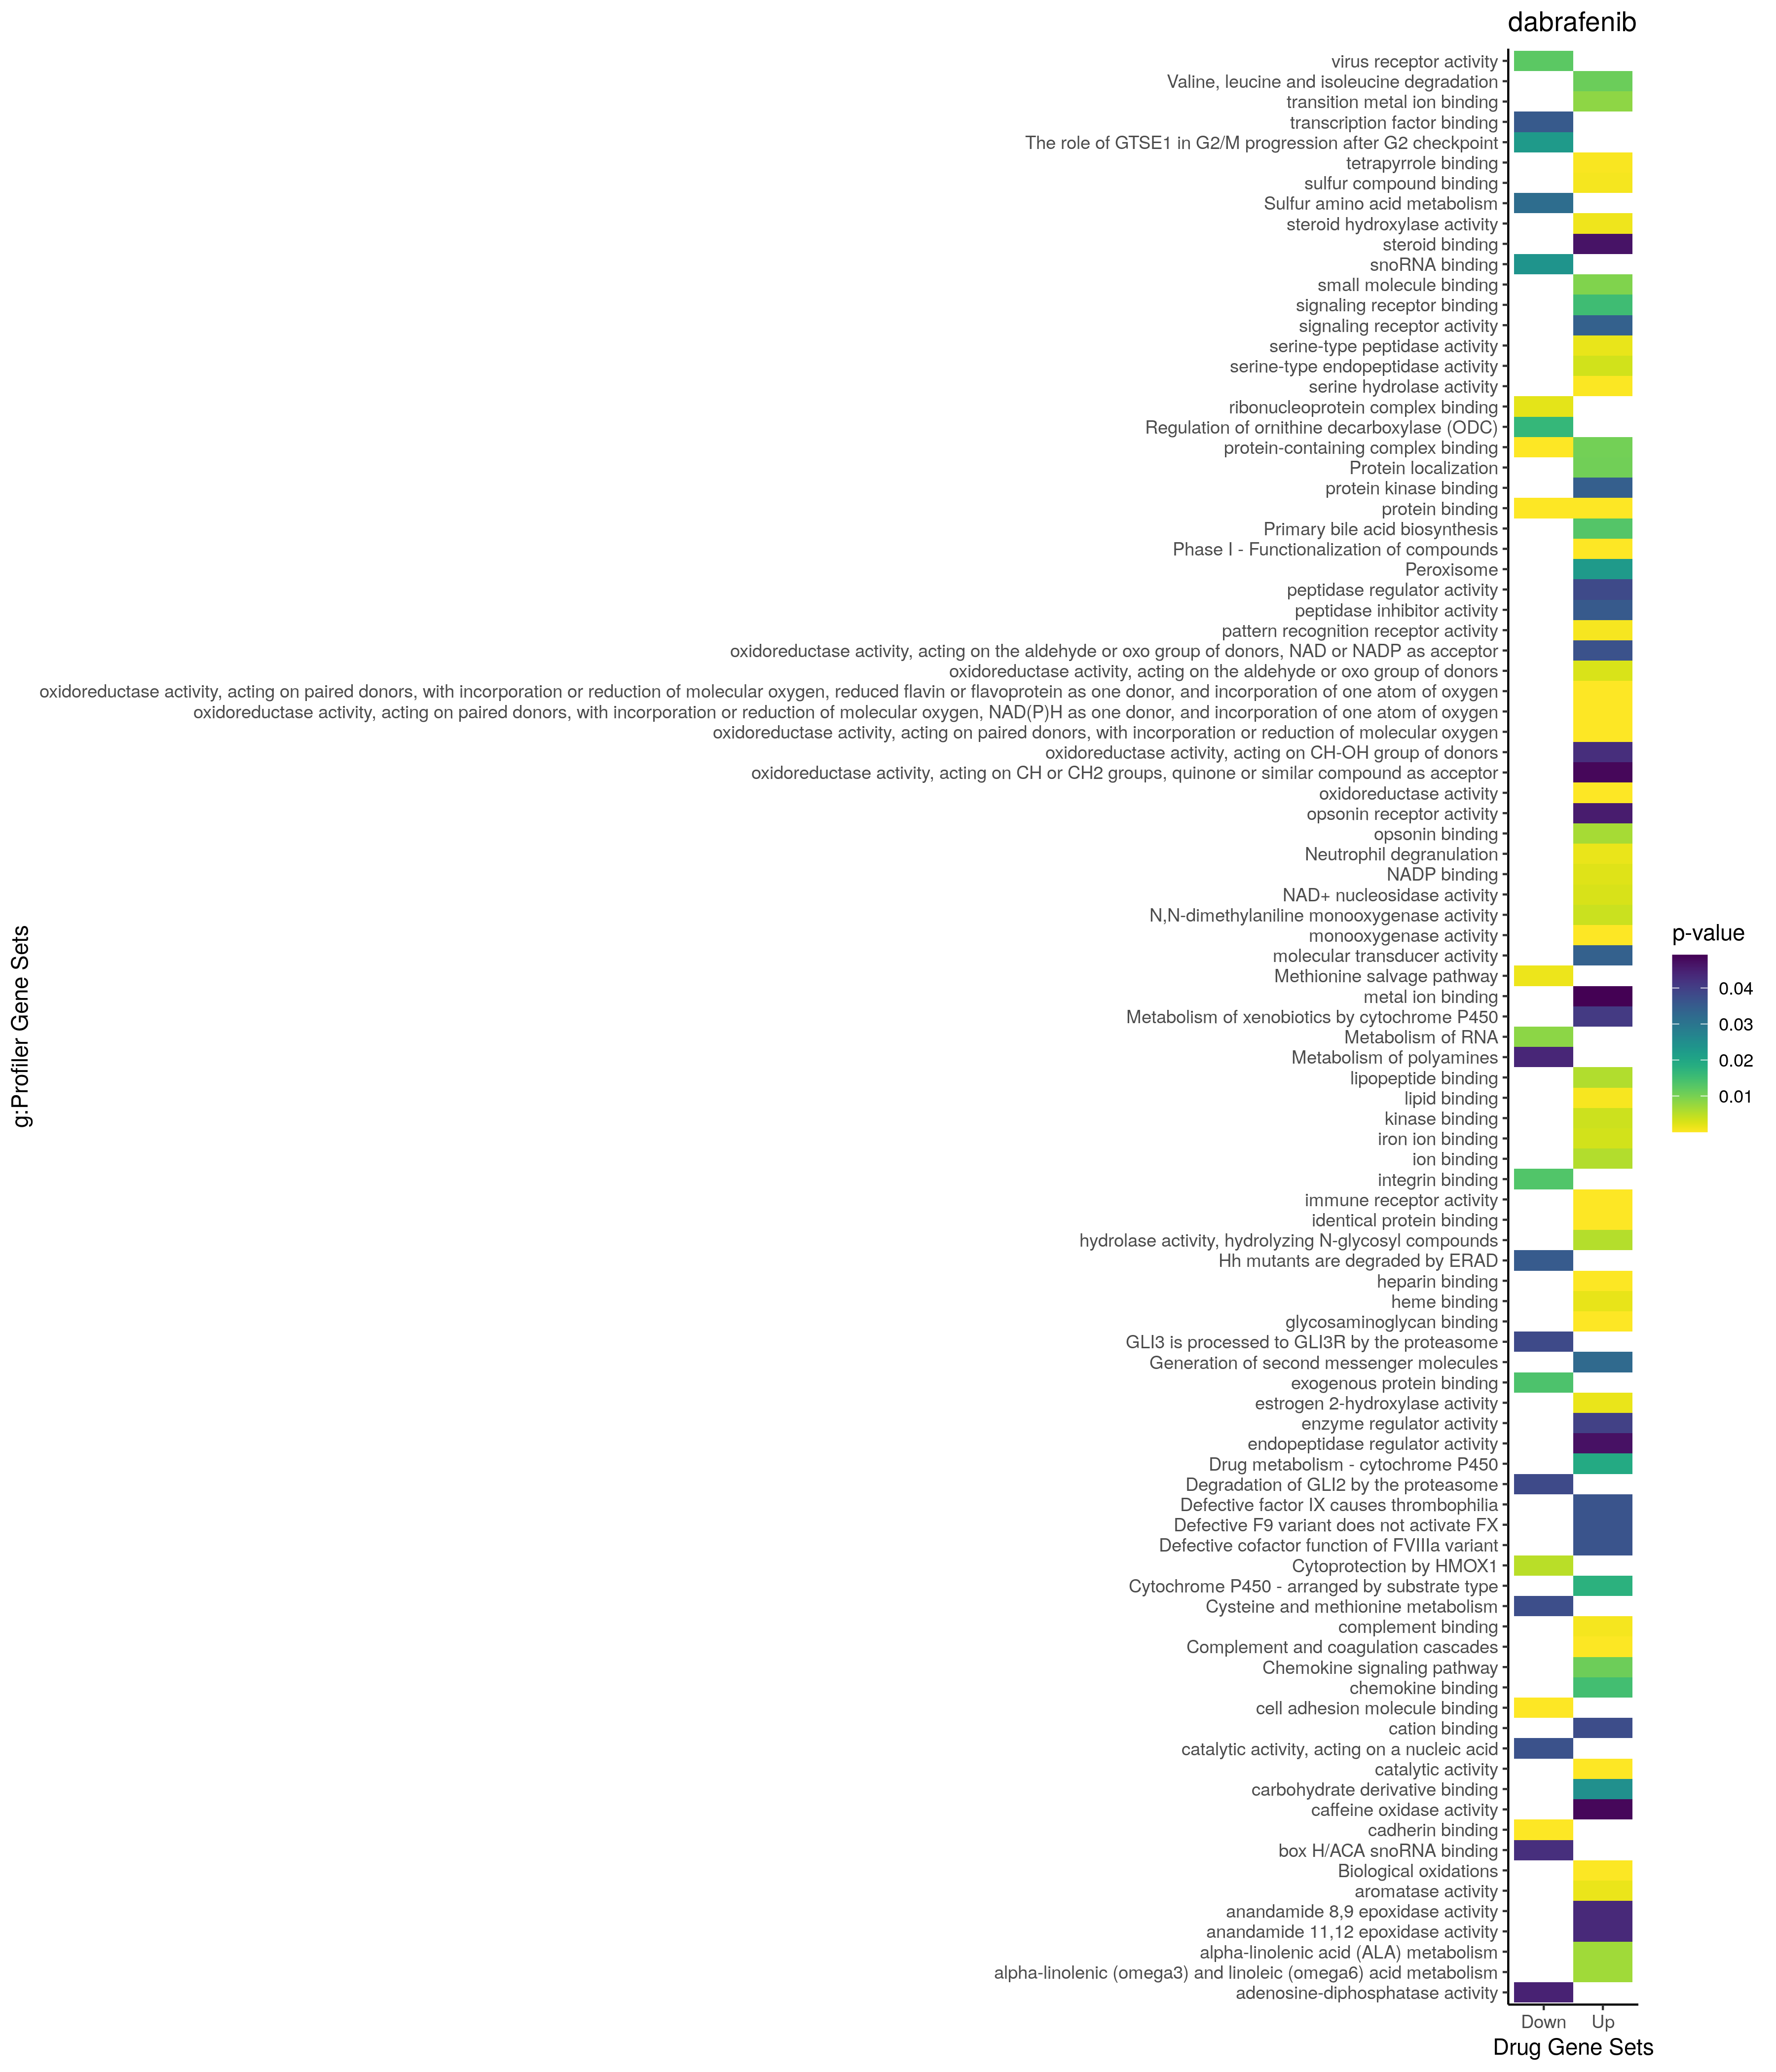 dabrafenib
virus receptor activity
Valine, leucine and isoleucine degradation
transition metal ion binding
transcription factor binding
The role of GTSE1 in G2/M progression after G2 checkpoint
tetrapyrrole binding
sulfur compound binding
Sulfur amino acid metabolism
steroid hydroxylase activity
steroid binding
snoRNA binding
small molecule binding
signaling receptor binding
signaling receptor activity
serine-type peptidase activity
serine-type endopeptidase activity
serine hydrolase activity
ribonucleoprotein complex binding
Regulation of ornithine decarboxylase (ODC)
protein-containing complex binding
Protein localization
protein kinase binding
protein binding
Primary bile acid biosynthesis
Phase I - Functionalization of compounds
Peroxisome
peptidase regulator activity
peptidase inhibitor activity
pattern recognition receptor activity
oxidoreductase activity, acting on the aldehyde or oxo group of donors, NAD or NADP as acceptor
oxidoreductase activity, acting on the aldehyde or oxo group of donors
oxidoreductase activity, acting on paired donors, with incorporation or reduction of molecular oxygen, reduced flavin or flavoprotein as one donor, and incorporation of one atom of oxygen
oxidoreductase activity, acting on paired donors, with incorporation or reduction of molecular oxygen, NAD(P)H as one donor, and incorporation of one atom of oxygen
oxidoreductase activity, acting on paired donors, with incorporation or reduction of molecular oxygen
oxidoreductase activity, acting on CH-OH group of donors
oxidoreductase activity, acting on CH or CH2 groups, quinone or similar compound as acceptor
oxidoreductase activity
opsonin receptor activity
opsonin binding
Neutrophil degranulation
NADP binding
NAD+ nucleosidase activity
N,N-dimethylaniline monooxygenase activity
monooxygenase activity
molecular transducer activity
Methionine salvage pathway
metal ion binding
Metabolism of xenobiotics by cytochrome P450
Metabolism of RNA
Metabolism of polyamines
lipopeptide binding
lipid binding
kinase binding
iron ion binding
ion binding
integrin binding
immune receptor activity
identical protein binding
hydrolase activity, hydrolyzing N-glycosyl compounds
Hh mutants are degraded by ERAD
heparin binding
heme binding
glycosaminoglycan binding
GLI3 is processed to GLI3R by the proteasome
Generation of second messenger molecules
exogenous protein binding
estrogen 2-hydroxylase activity
enzyme regulator activity
endopeptidase regulator activity
Drug metabolism - cytochrome P450
Degradation of GLI2 by the proteasome
Defective factor IX causes thrombophilia
Defective F9 variant does not activate FX
Defective cofactor function of FVIIIa variant
Cytoprotection by HMOX1
Cytochrome P450 - arranged by substrate type
Cysteine and methionine metabolism
complement binding
Complement and coagulation cascades
Chemokine signaling pathway
chemokine binding
cell adhesion molecule binding
cation binding
catalytic activity, acting on a nucleic acid
catalytic activity
carbohydrate derivative binding
caffeine oxidase activity
cadherin binding
box H/ACA snoRNA binding
Biological oxidations
aromatase activity
anandamide 8,9 epoxidase activity
anandamide 11,12 epoxidase activity
alpha-linolenic acid (ALA) metabolism
alpha-linolenic (omega3) and linoleic (omega6) acid metabolism
adenosine-diphosphatase activity
Down Up
Drug Gene Sets
g:Profiler Gene Sets
p-value
0.04
0.03
0.02
0.01